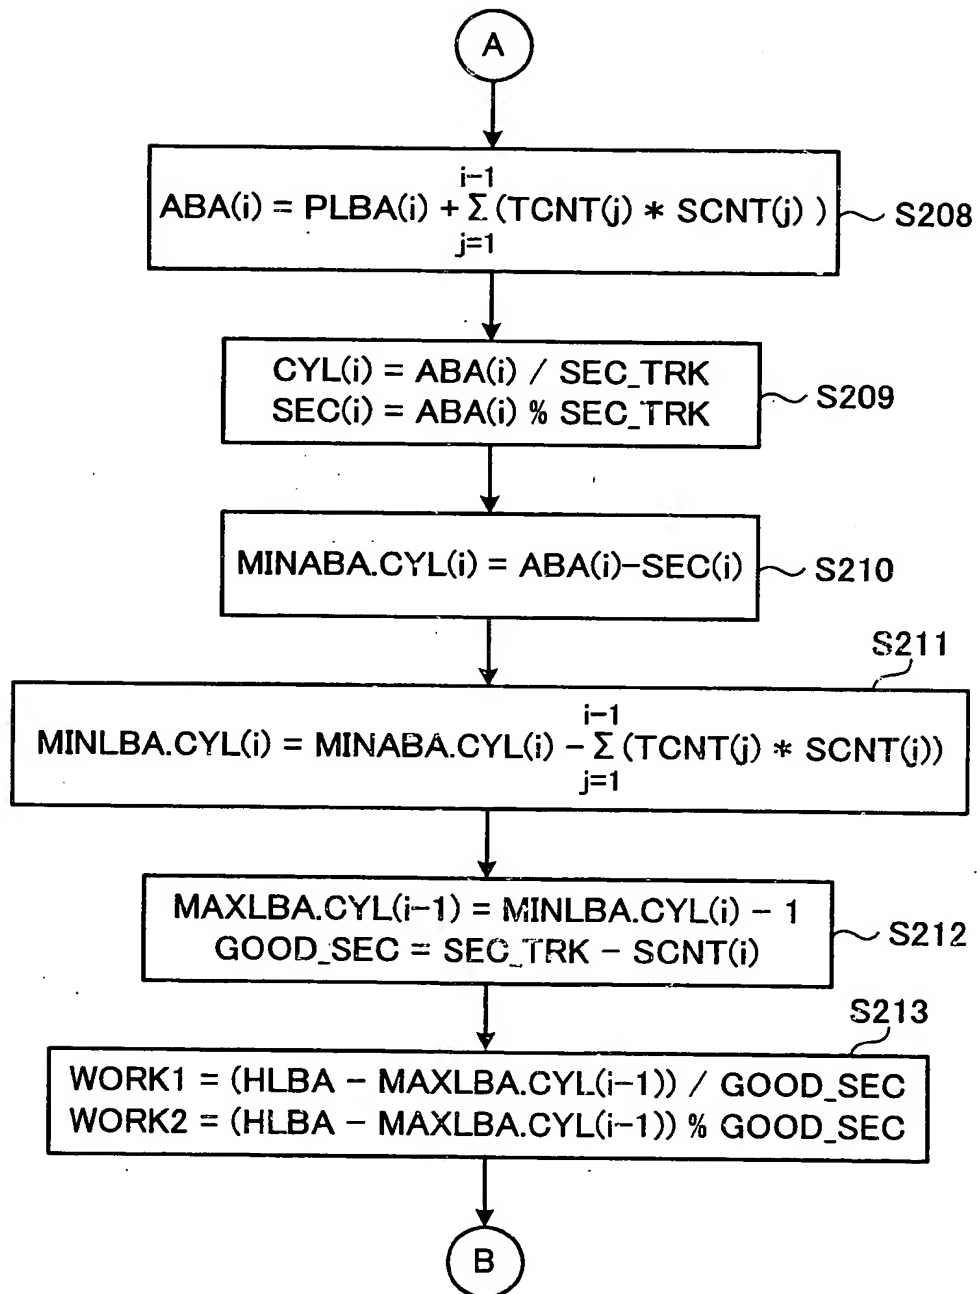 A
i-1
ABA(i) = PLBA(i) + Σ (TCNT(j) * SCNT(j) )
j=1
S208
CYL(i) = ABA(i) / SEC_TRK
SEC(i) = ABA(i) % SEC_TRK
S209
MINABA.CYL(i) = ABA(i)-SEC(i)
S210
S211
i-1
MINLBA.CYL(i) = MINABA.CYL(i) - Σ (TCNT(j) * SCNT(i))
j=1
MAXLBA.CYL(i-1) = MINLBA.CYL(i) - 1
GOOD_SEC = SEC_TRK - SCNT(i)
S212
S213
WORK1 = (HLBA - MAXLBA.CYL(i-1)) / GOOD_SEC
WORK2 = (HLBA - MAXLBA.CYL(i-1)) % GOOD_SEC
B